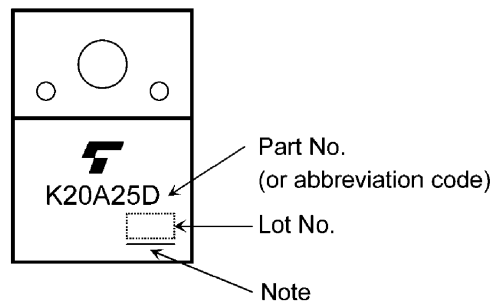 K20A25D
Part No.
(or abbreviation code)
Lot No.
Note